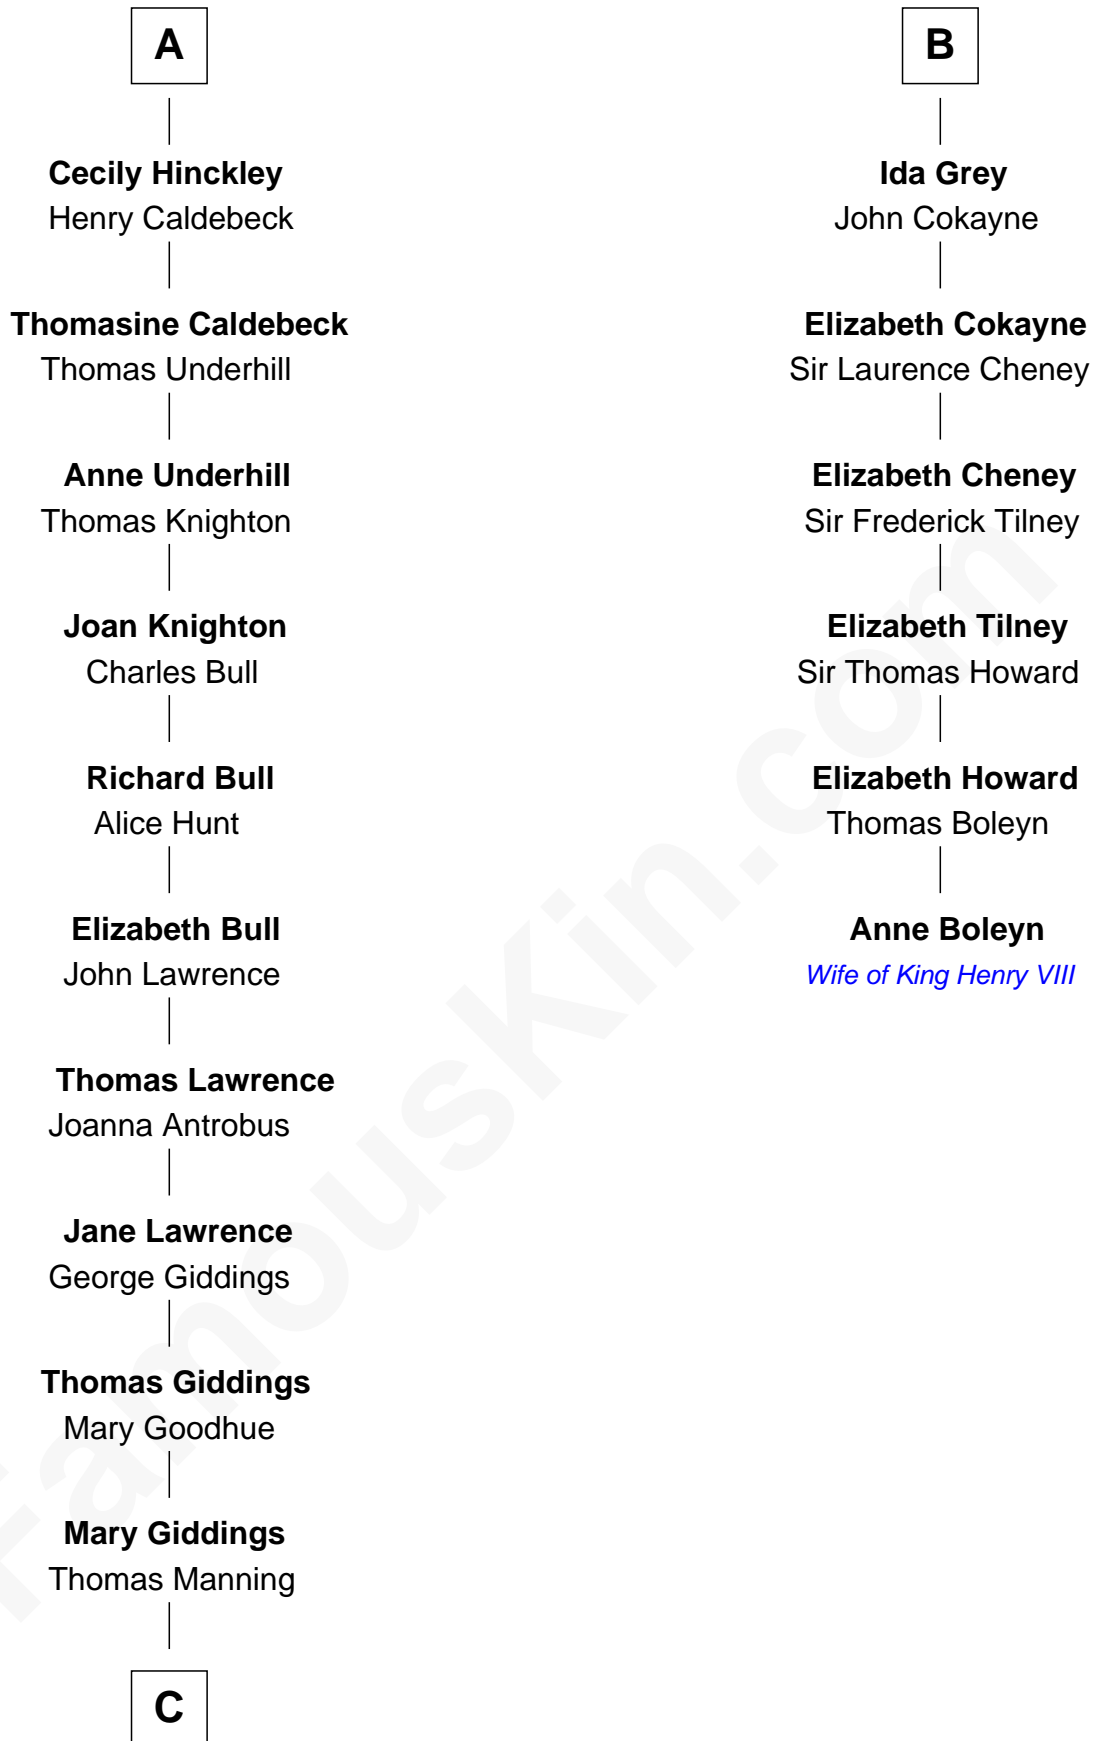 A
Cecily Hinckley
Henry Caldebeck
Thomasine Caldebeck
Thomas Underhill
Anne Underhill
Thomas Knighton
Joan Knighton
Charles Bull
Richard Bull
Alice Hunt
Elizabeth Bull
John Lawrence
Thomas Lawrence
Joanna Antrobus
Jane Lawrence
George Giddings
Thomas Giddings
Mary Goodhue
Mary Giddings
Thomas Manning
C
B
Ida Grey
John Cokayne
Elizabeth Cokayne
Sir Laurence Cheney
Elizabeth Cheney
Sir Frederick Tilney
Elizabeth Tilney
Sir Thomas Howard
Elizabeth Howard
Thomas Boleyn
Anne Boleyn
Wife of King Henry VIII
FamousKin.com